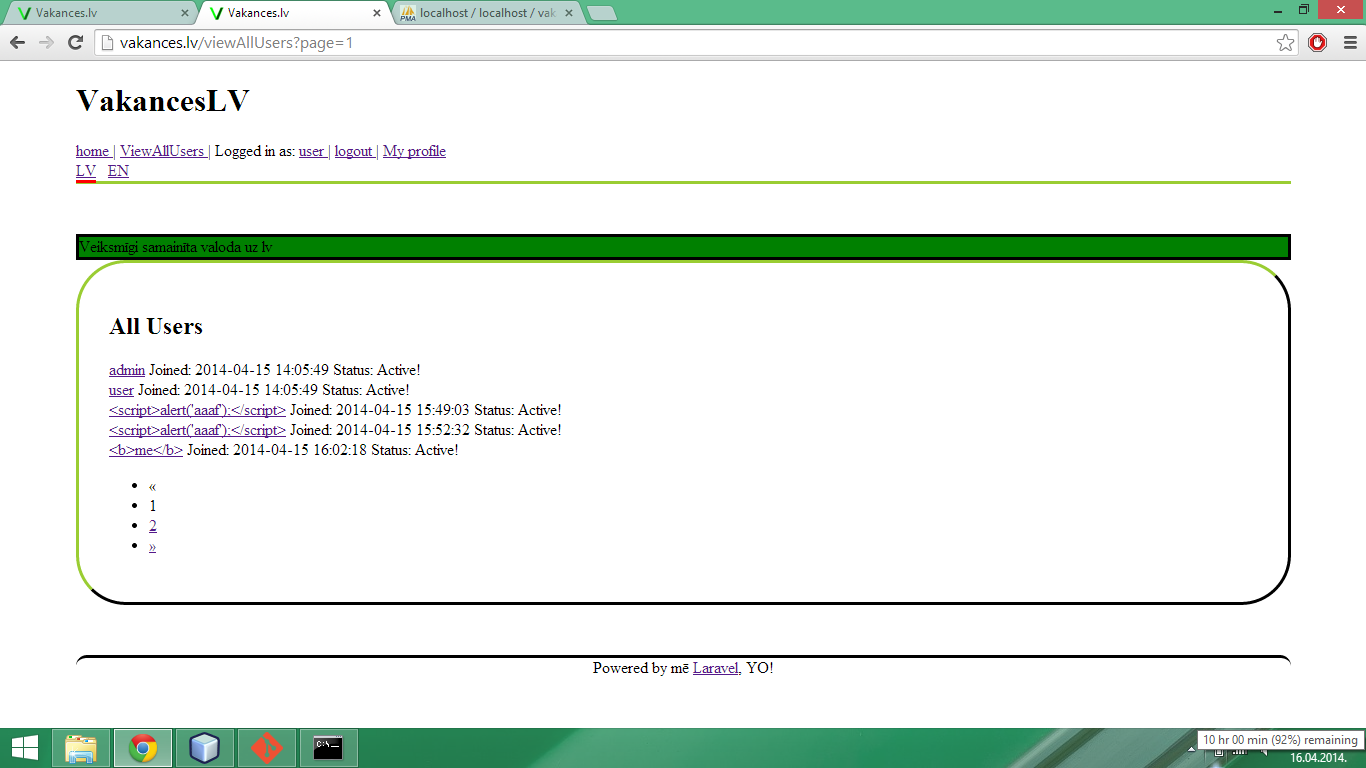 Vakances.lv
Vakances.lv
localhost / localhost / vak
vakances.lv/viewAllUsers?page=1
VakancesLV
home | ViewAllUsers | Logged in as: user | logout | My profile
LV EN
Veiksmīgi samainīta valoda uz lv
All Users
admin Joined: 2014-04-15 14:05:49 Status: Active!
user Joined: 2014-04-15 14:05:49 Status: Active!
<script>alert('aaaf');</script> Joined: 2014-04-15 15:49:03 Status: Active!
<script>alert('aaaf');</script> Joined: 2014-04-15 15:52:32 Status: Active!
<b>me</b> Joined: 2014-04-15 16:02:18 Status: Active!
«
1
2
»
Powered by mē Laravel, YO!
10 hr 00 min (92%) remaining
16.04.2014.